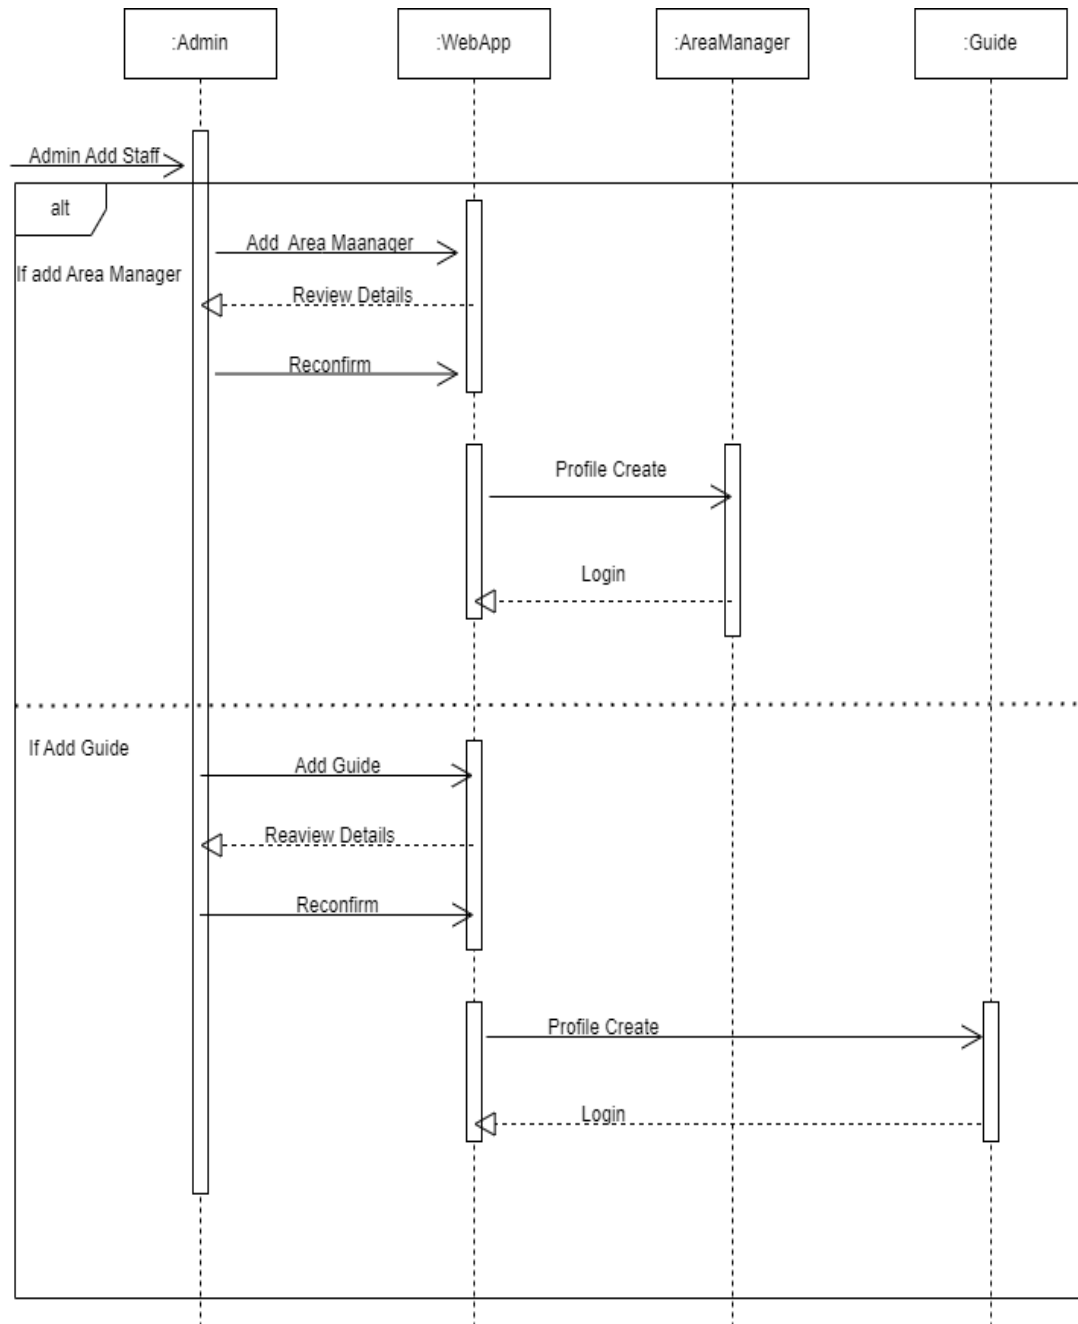 :Admin
:WebApp
:AreaManager
:Guide
Admin Add Staff
alt
Add  Area Maanager
If add Area Manager
Review Details
Reconfirm
Profile Create
Login
If Add Guide
Add Guide
Reaview Details
Reconfirm
Profile Create
Login